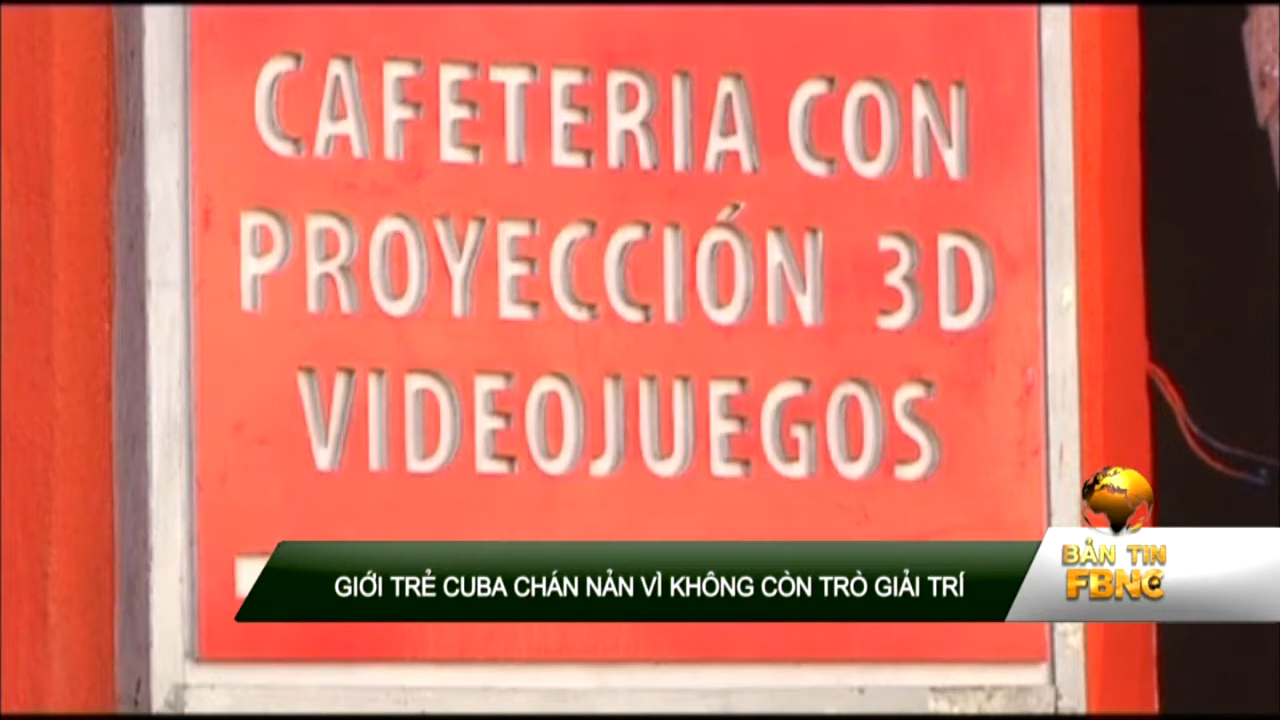 CAFETERIA CON
PROYECCIÓN 3D
VIDEOJUEGOS
GIỚI TRẺ CUBA CHÁN NẢN VÌ KHÔNG CÒN TRÒ GIẢI TRÍ
BẢN TIN
FBNC